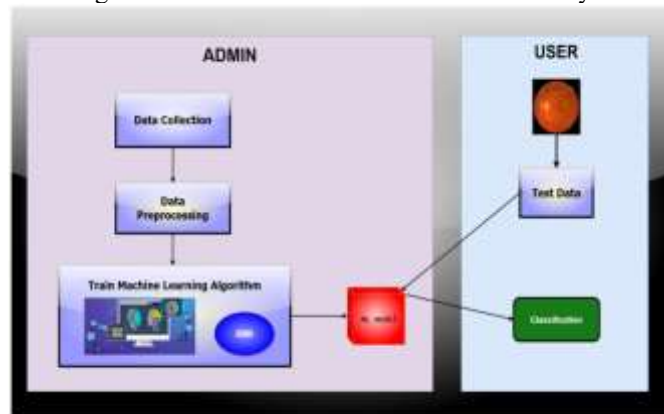 ADMIN
Data Collection
Data
Preprocessing
Train Machine Learning Algorithm
USER
Test Data
Classification